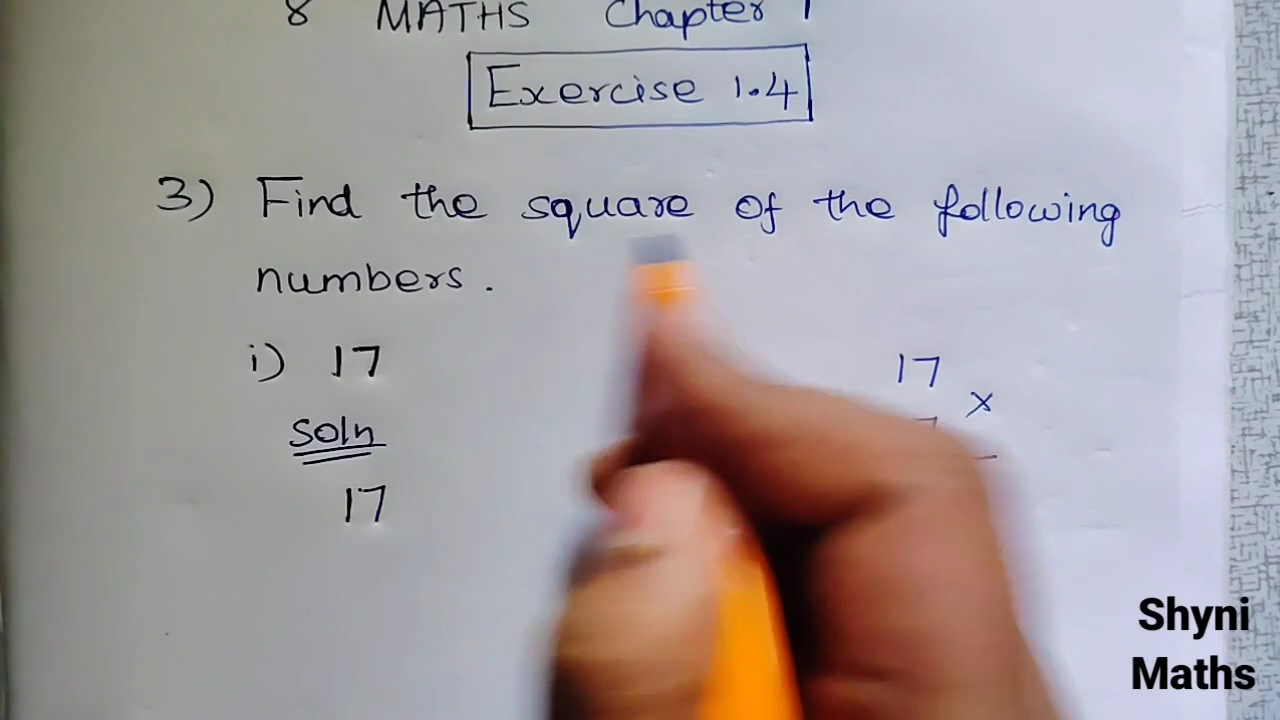 8 MATHS Chapter 1
Exercise 1.4
3) Find the square of the following
numbers.
i) 17
Soln
17
17
×
Shyni
Maths